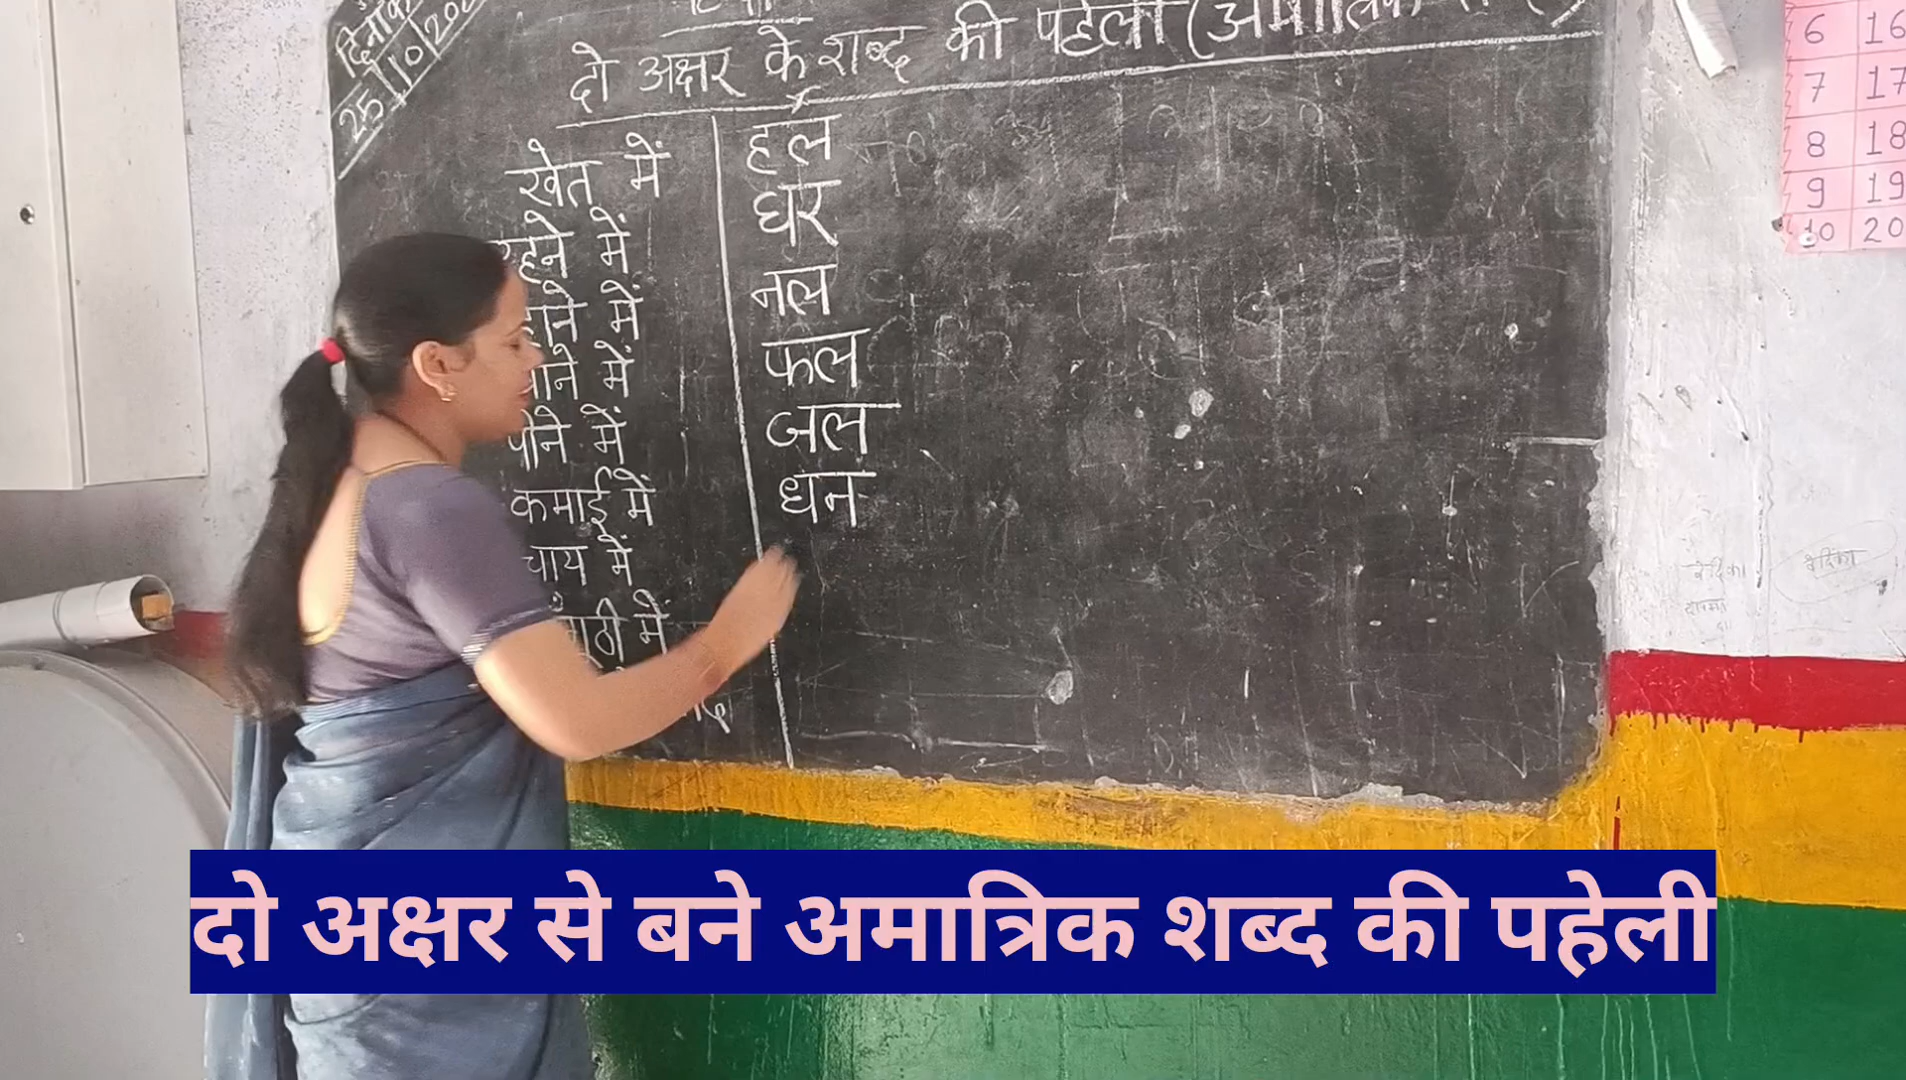 दिनांक
25/10/202
दो अक्षर के शब्द की पहेली (अमात्रिक
खेत में हल
रहने में घर
में नल
में फल
पीने में जल
कमाई में धन
चाय में
में
6 16
7 17
8 18
9 19
10 20
वेदिका
वेदिका
दो अक्षर से बने अमात्रिक शब्द की पहेली